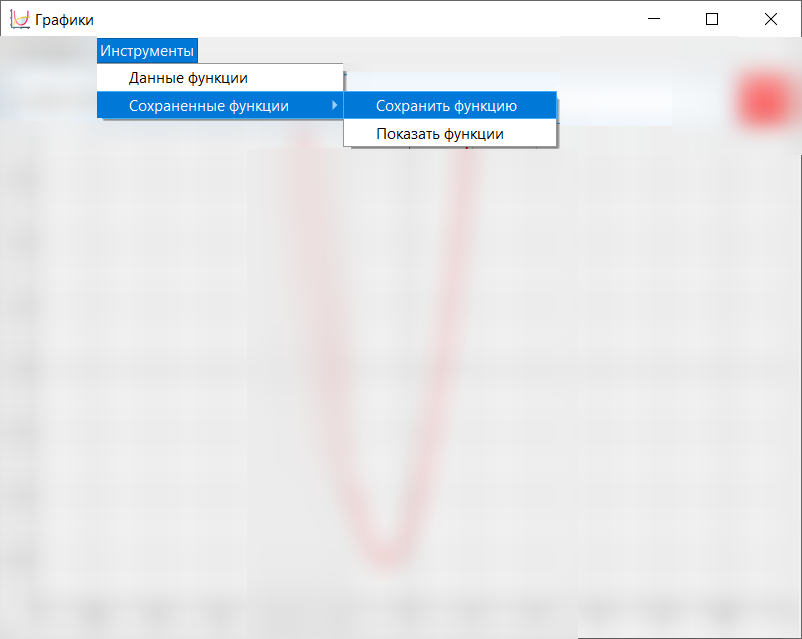 Графики
Инструменты
Данные функции
Сохраненные функции
Сохранить функцию
Показать функции